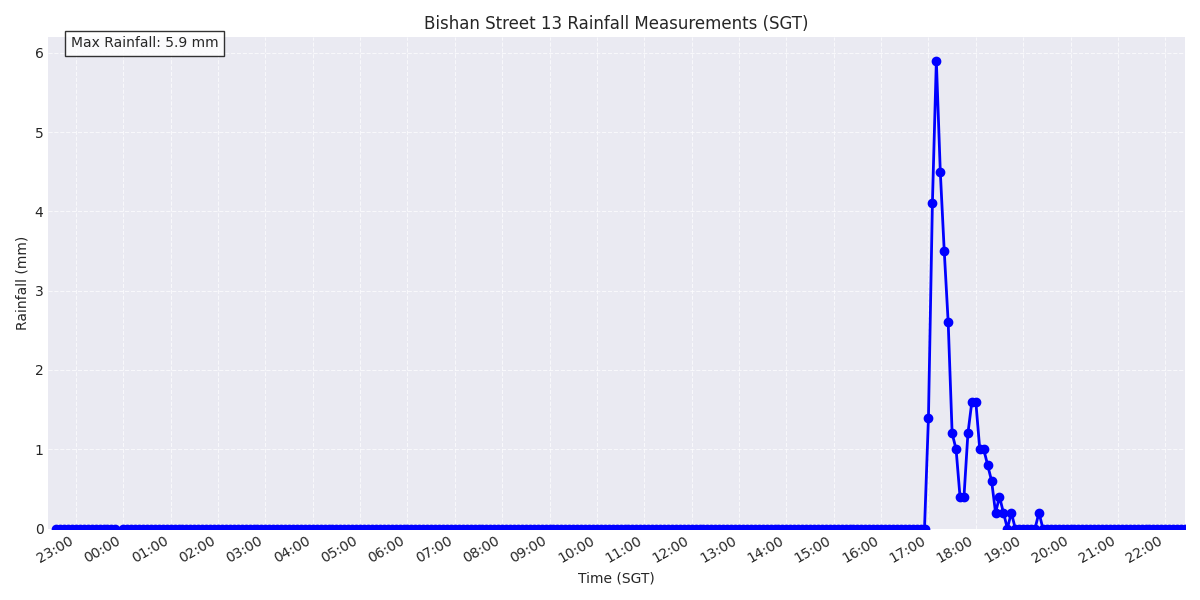 Bishan Street 13 Rainfall Measurements (SGT)
Max Rainfall: 5.9 mm
6
5
4
3
2
1
0
Rainfall (mm)
23:00 00:00 01:00 02:00 03:00 04:00 05:00 06:00 07:00 08:00 09:00 10:00 11:00 12:00 13:00 14:00 15:00 16:00 17:00 18:00 19:00 20:00 21:00 22:00
Time (SGT)